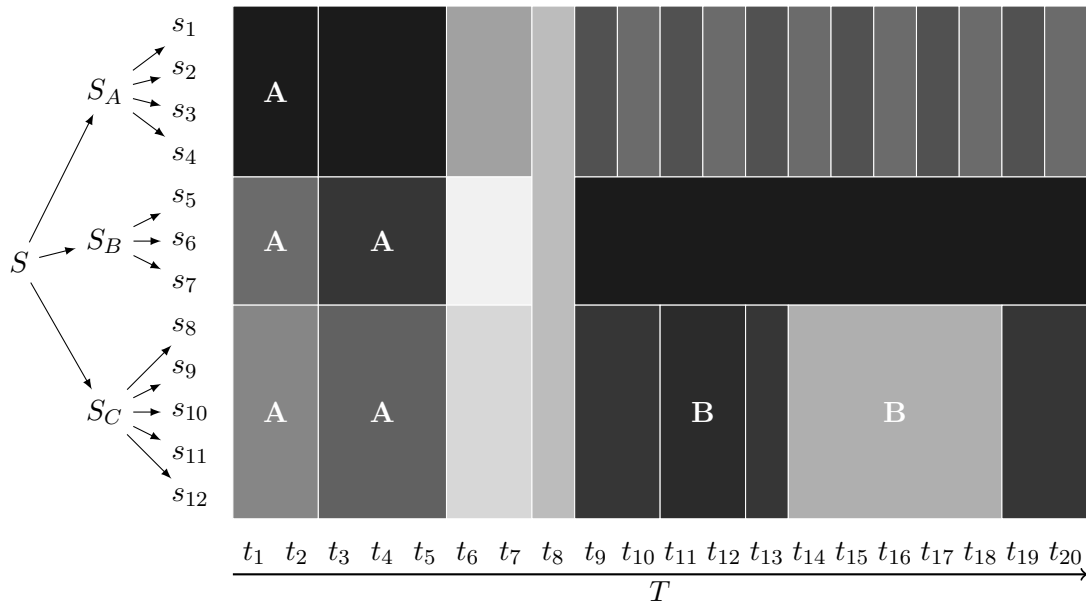 s₁
s₂
S_A A
s₃
s₄
s₅
S_B s₆ A A
S
s₇
s₈
s₉
S_C s₁₀ A A B B
s₁₁
s₁₂
t₁ t₂ t₃ t₄ t₅ t₆ t₇ t₈ t₉ t₁₀ t₁₁ t₁₂ t₁₃ t₁₄ t₁₅ t₁₆ t₁₇ t₁₈ t₁₉ t₂₀
T